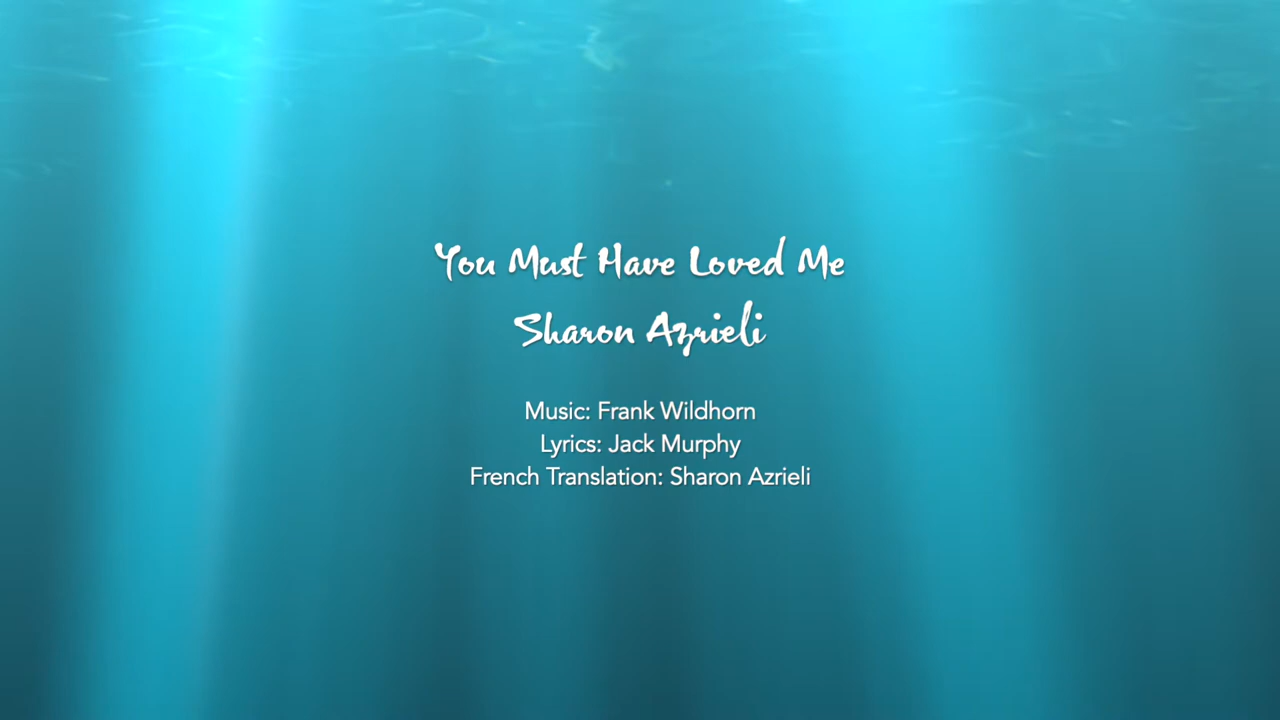 You Must Have Loved Me
Sharon Azrieli
Music: Frank Wildhorn
Lyrics: Jack Murphy
French Translation: Sharon Azrieli